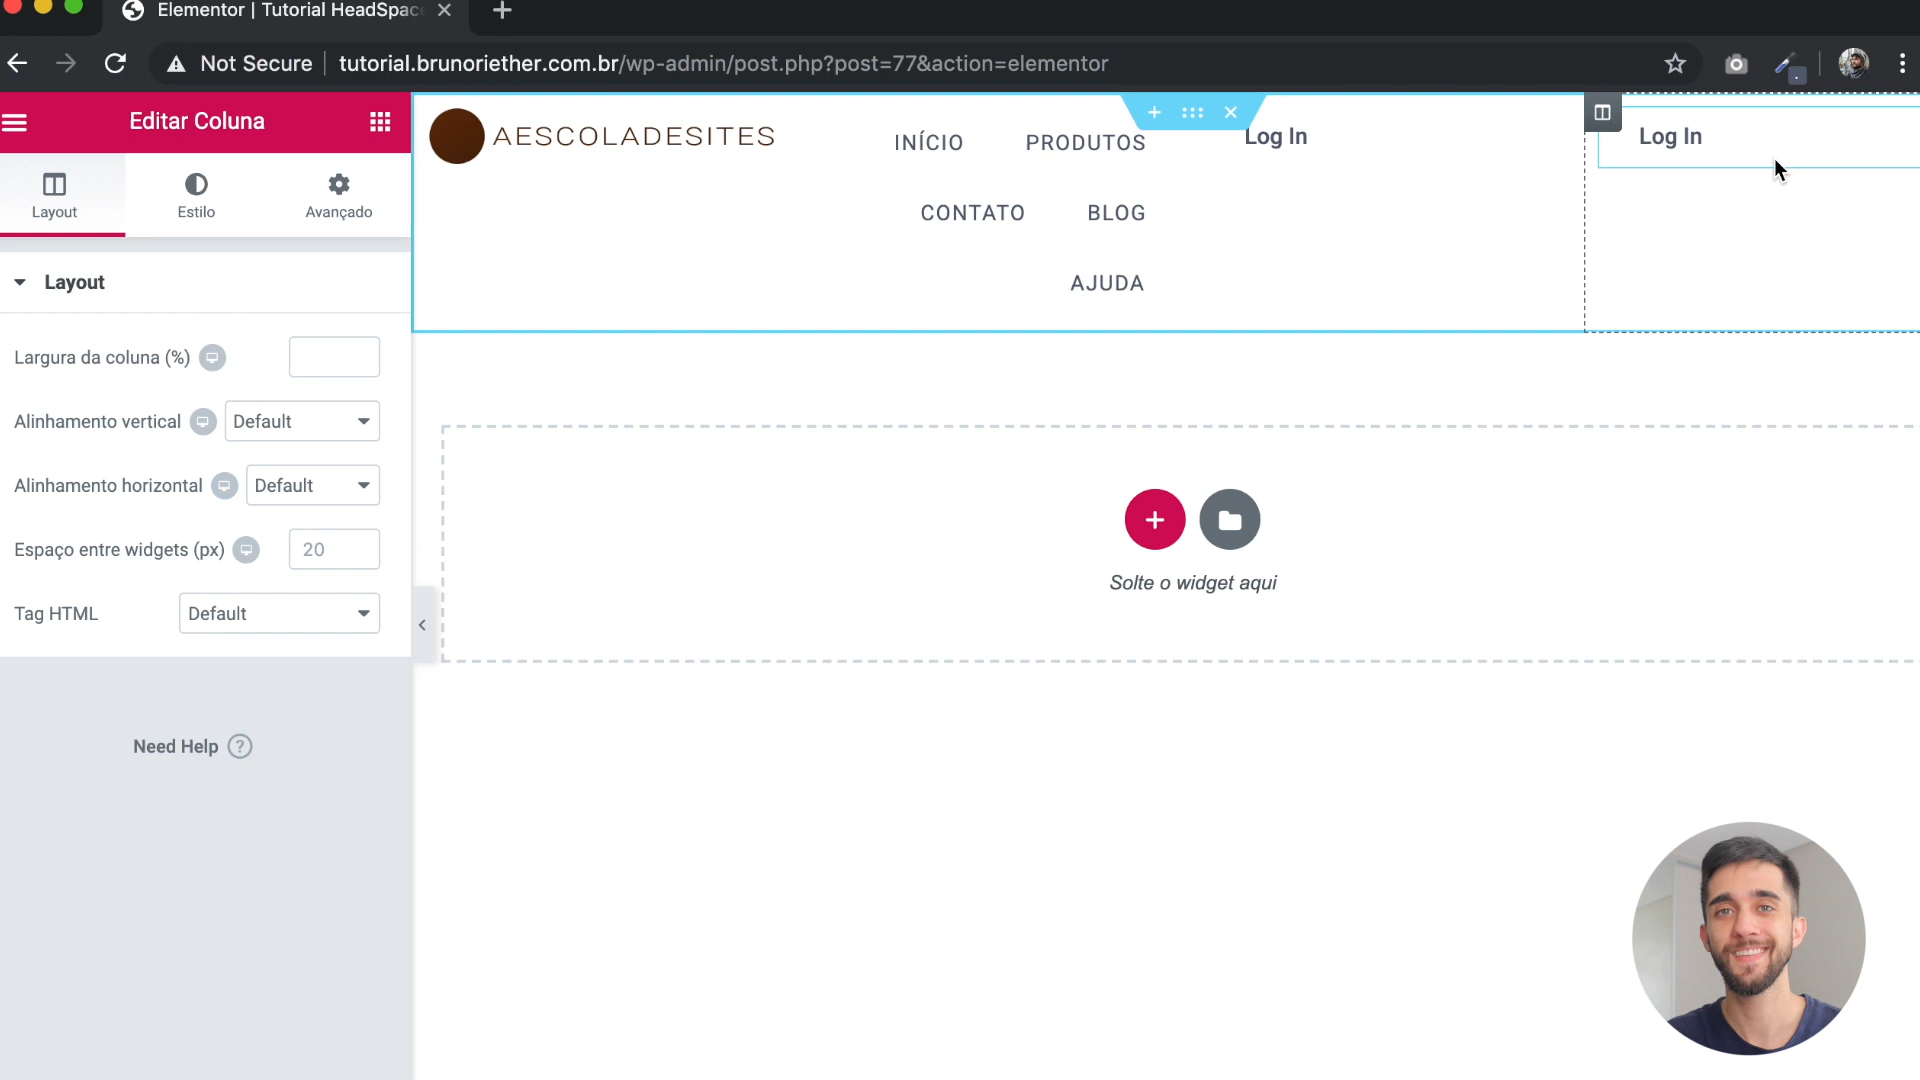 Elementor | Tutorial HeadSpac
Not Secure
tutorial.brunoriether.com.br/wp-admin/post.php?post=77&action=elementor
Editar Coluna
Layout
Estilo
Avançado
Layout
Largura da coluna (%)
Alinhamento vertical
Default
Alinhamento horizontal
Default
Espaço entre widgets (px)
20
Tag HTML
Default
Need Help ?
AESCOLADESITES
INÍCIO
PRODUTOS
CONTATO
BLOG
AJUDA
Log In
Log In
Solte o widget aqui